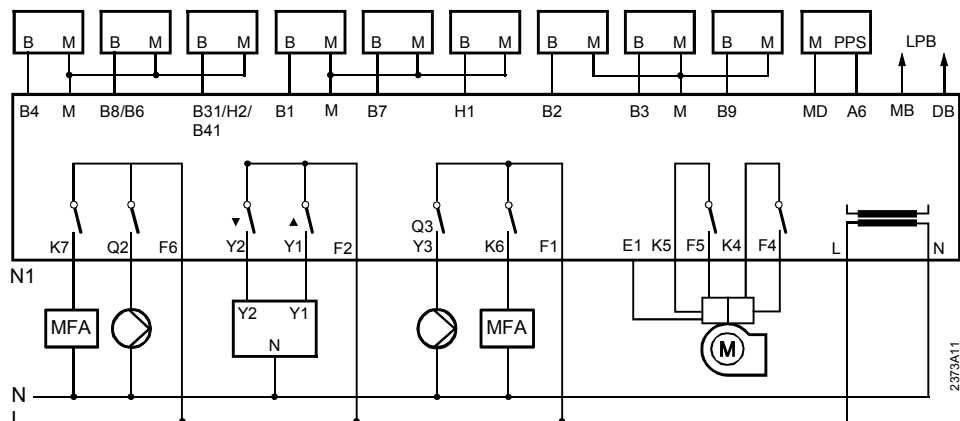 B M B M B M B M B M B M B M B M B M M PPS LPB
B4 M B8/B6 B31/H2/ B1 M B7 H1 B2 B3 M B9 MD A6 MB DB
B41
Q3
K7 Q2 F6 Y2 Y1 F2 Y3 K6 F1 E1 K5 F5 K4 F4 L N
N1
MFA Y2 Y1 MFA
N
M
2373A11
N
L